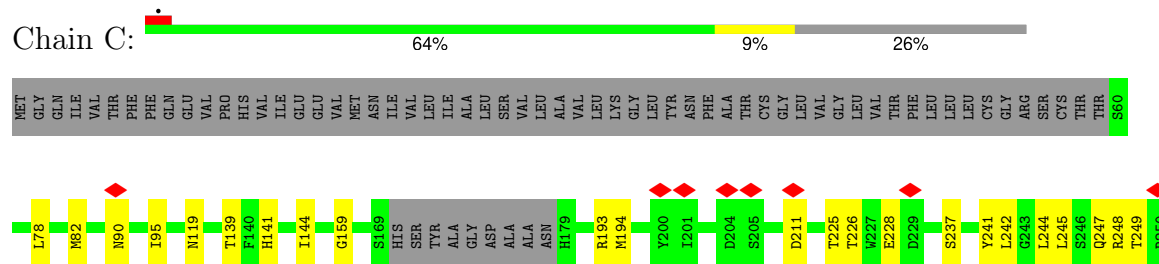 Chain C:
64% 9% 26%
MET GLY GLN ILE VAL THR PHE PHE GLN GLU VAL PRO HIS VAL ILE GLU GLU VAL MET ASN ILE VAL LEU ILE ALA LEU SER VAL LEU ALA VAL LEU LYS GLY LEU TYR ASN PHE ALA THR CYS GLY LEU VAL GLY LEU VAL THR PHE LEU LEU LEU CYS GLY ARG SER CYS THR THR S60
L78 M82 N90 I95 N119 T139 F140 H141 I144 G159 S169 HIS SER TYR ALA GLY ASP ALA ALA ASN H179 R193 M194 Y200 I201 D204 S205 D211 T225 T226 W227 E228 D229 S237 Y241 L242 G243 L244 L245 S246 Q247 R248 T249